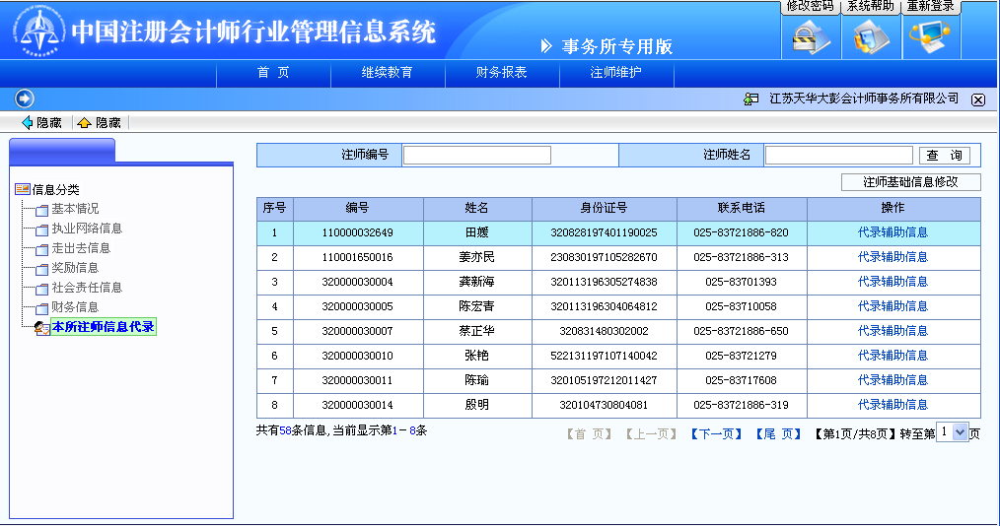 修改密码 系统帮助 重新登录
中国注册会计师行业管理信息系统
事务所专用版
首 页 继续教育 财务报表 注师维护
江苏天华大彭会计师事务所有限公司
隐藏 隐藏
注师编号 注师姓名 查 询
注师基础信息修改
信息分类
基本情况
执业网络信息
走出去信息
奖励信息
社会责任信息
财务信息
本所注师信息代录
序号 编号 姓名 身份证号 联系电话 操作
1 110000032649 田媛 320828197401190025 025-83721886-820 代录辅助信息
2 110001650016 姜亦民 230830197105282670 025-83721886-313 代录辅助信息
3 320000030004 龚新海 320113196305274838 025-83701393 代录辅助信息
4 320000030005 陈宏青 320113196304064812 025-83710058 代录辅助信息
5 320000030007 蔡正华 320831480302002 025-83721886-650 代录辅助信息
6 320000030010 张艳 522131197107140042 025-83721279 代录辅助信息
7 320000030011 陈瑜 320105197212011427 025-83717608 代录辅助信息
8 320000030014 殷明 320104730804081 025-83721886-319 代录辅助信息
共有58条信息,当前显示第1-8条 【首 页】 【上一页】 【下一页】 【尾 页】 【第1页/共8页】转至第 1 页